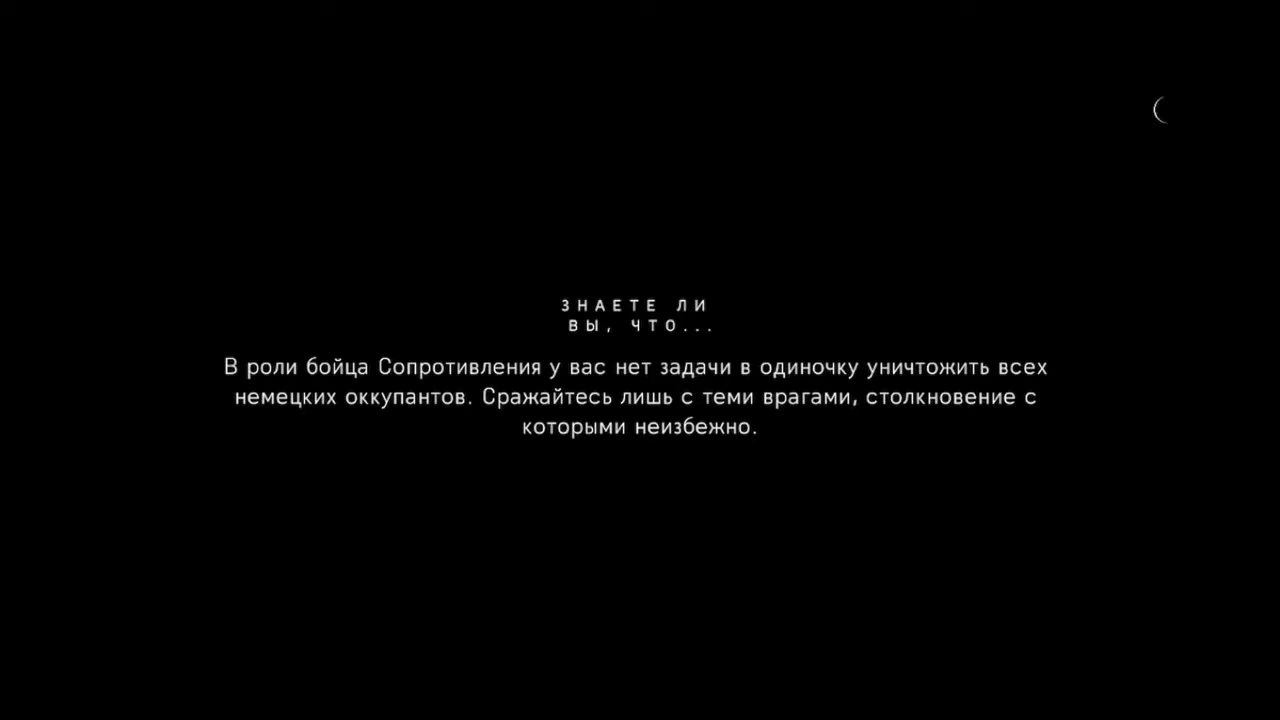 ЗНАЕТЕ ЛИ
ВЫ, ЧТО...
В роли бойца Сопротивления у вас нет задачи в одиночку уничтожить всех
немецких оккупантов. Сражайтесь лишь с теми врагами, столкновение с
которыми неизбежно.